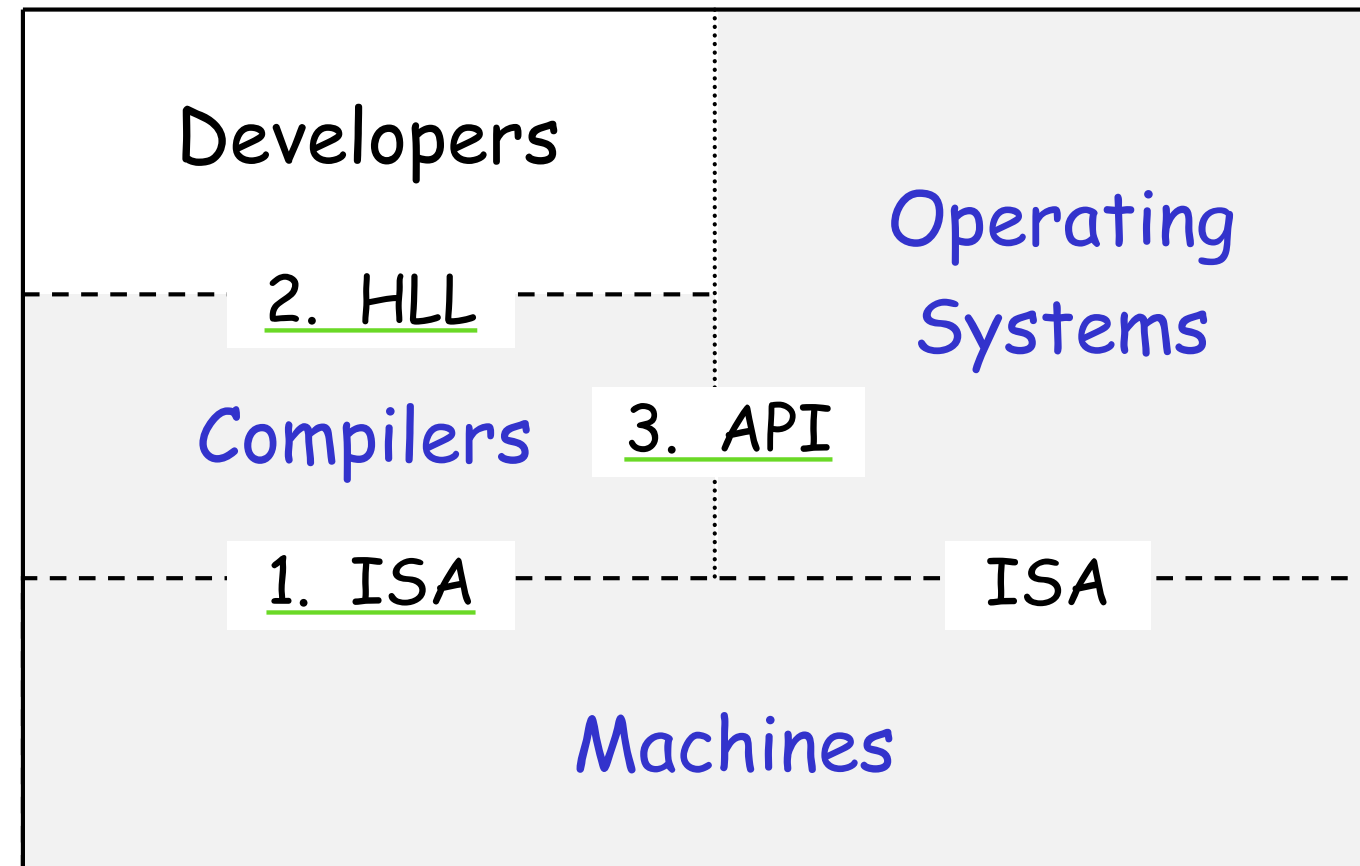 Developers
Operating
Systems
2. HLL
Compilers
3. API
1. ISA
ISA
Machines